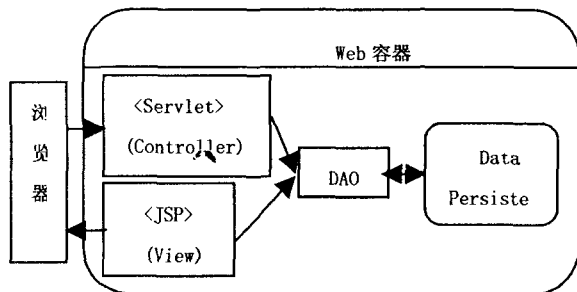 Web 容器
浏
览
器
<Servlet>
(Controller)
<JSP>
(View)
DAO
Data
Persiste